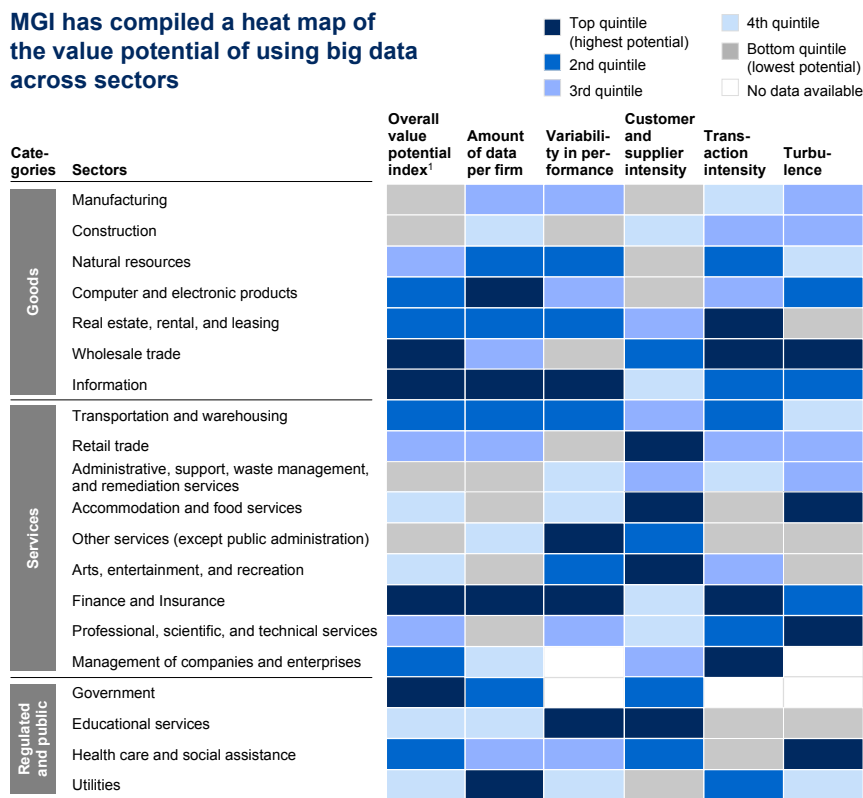 MGI has compiled a heat map of
the value potential of using big data
across sectors
Top quintile
(highest potential)
2nd quintile
3rd quintile
4th quintile
Bottom quintile
(lowest potential)
No data available
Cate-
gories
Sectors
Overall
value
potential
index1
Amount
of data
per firm
Variabili-
ty in per-
formance
Customer
and
supplier
intensity
Trans-
action
intensity
Turbu-
lence
Goods
Manufacturing
Construction
Natural resources
Computer and electronic products
Real estate, rental, and leasing
Wholesale trade
Information
Services
Transportation and warehousing
Retail trade
Administrative, support, waste management,
and remediation services
Accommodation and food services
Other services (except public administration)
Arts, entertainment, and recreation
Finance and Insurance
Professional, scientific, and technical services
Management of companies and enterprises
Regulated
and public
Government
Educational services
Health care and social assistance
Utilities